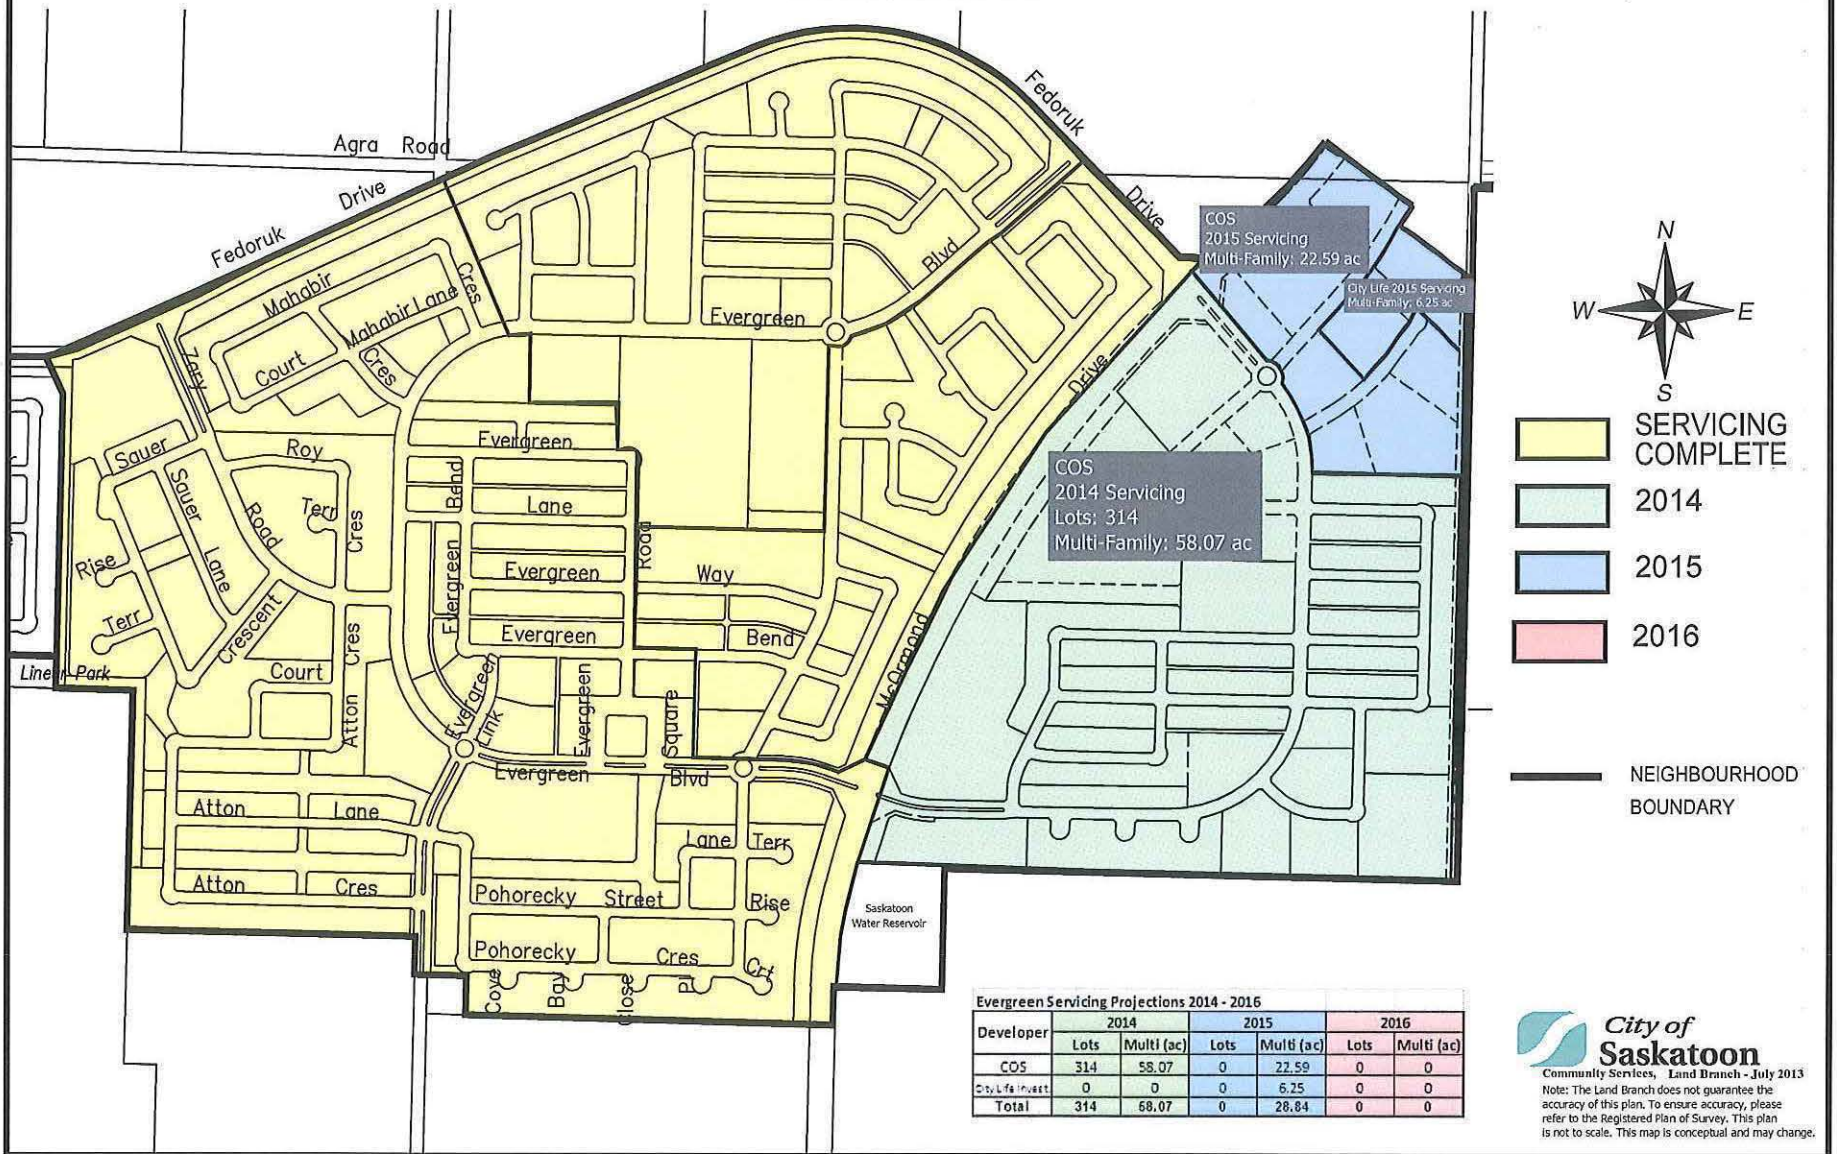 Agra Road
Fedoruk
Drive
Fedoruk
Drive
Mahabir
Cres
Mahabir Lane
Court
Cres
Zary
Evergreen
Blvd
Drive
COS
2015 Servicing
Multi-Family: 22.59 ac
City Life 2015 Servicing
Multi-Family: 6.25 ac
COS
2014 Servicing
Lots: 314
Multi-Family: 58.07 ac
Sauer
Roy
Sauer
Lane
Road
Terr
Cres
Rise
Terr
Crescent
Court
Cres
Atton
Linear Park
Evergreen
Bend
Lane
Evergreen
Evergreen
Evergreen
Road
Way
Bend
Evergreen
Link
Evergreen
Square
McOrmond
Evergreen
Blvd
Atton Lane
Atton Cres
Lane Terr
Pohorecky Street
Rise
Pohorecky Cres
Crt
Cove
Bay
Close
Pl
Saskatoon
Water Reservoir
N
W E
S
SERVICING
COMPLETE
2014
2015
2016
NEIGHBOURHOOD
BOUNDARY
Evergreen Servicing Projections 2014 - 2016
Developer 2014 2015 2016
Lots Multi (ac) Lots Multi (ac) Lots Multi (ac)
COS 314 58.07 0 22.59 0 0
City Life Invest 0 0 0 6.25 0 0
Total 314 58.07 0 28.84 0 0
City of
Saskatoon
Community Services, Land Branch - July 2013
Note: The Land Branch does not guarantee the
accuracy of this plan. To ensure accuracy, please
refer to the Registered Plan of Survey. This plan
is not to scale. This map is conceptual and may change.